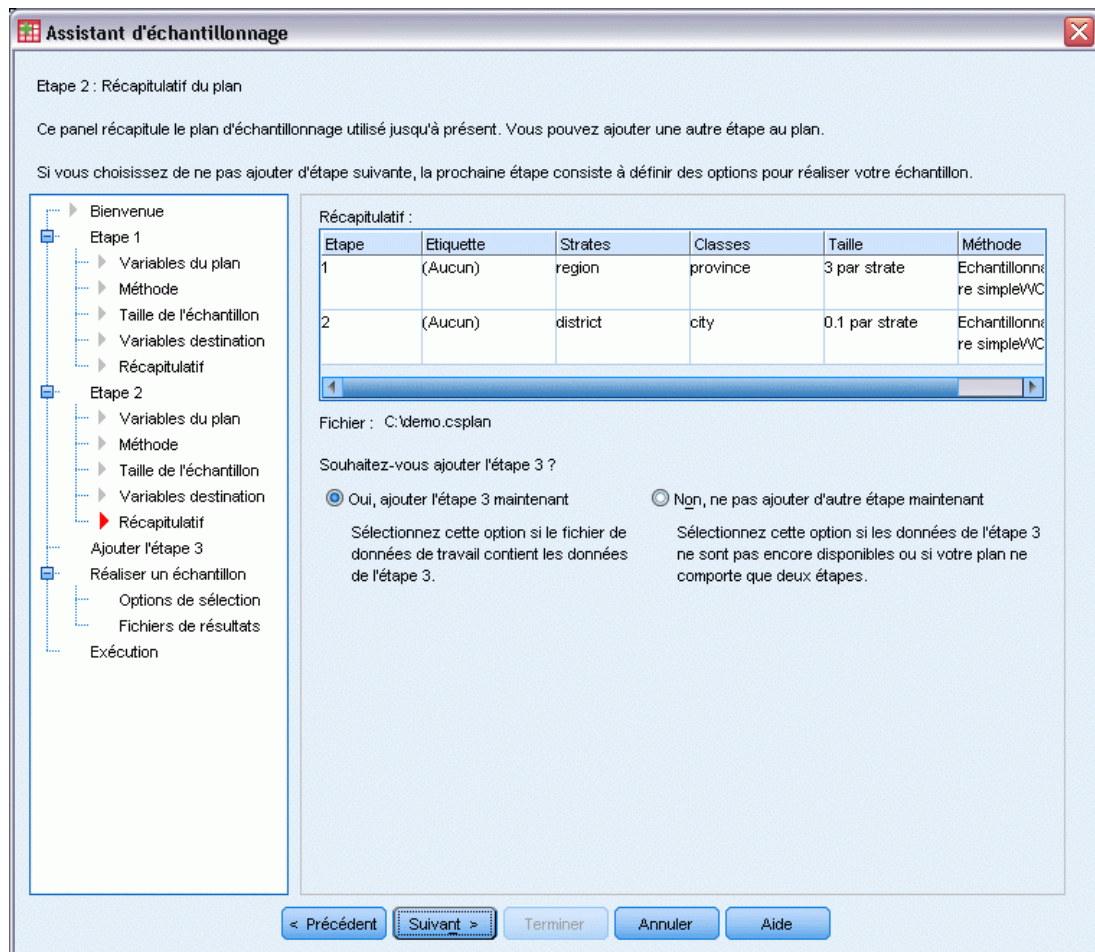 Assistant d'échantillonnage
Etape 2 : Récapitulatif du plan
Ce panel récapitule le plan d'échantillonnage utilisé jusqu'à présent. Vous pouvez ajouter une autre étape au plan.
Si vous choisissez de ne pas ajouter d'étape suivante, la prochaine étape consiste à définir des options pour réaliser votre échantillon.
Bienvenue
Etape 1
Variables du plan
Méthode
Taille de l'échantillon
Variables destination
Récapitulatif
Etape 2
Variables du plan
Méthode
Taille de l'échantillon
Variables destination
Récapitulatif
Ajouter l'étape 3
Réaliser un échantillon
Options de sélection
Fichiers de résultats
Exécution
Récapitulatif :
Etape Etiquette Strates Classes Taille Méthode
1 (Aucun) region province 3 par strate Echantillonna
re simpleWO
2 (Aucun) district city 0.1 par strate Echantillonna
re simpleWO
Fichier : C:\demo.csplan
Souhaitez-vous ajouter l'étape 3 ?
Oui, ajouter l'étape 3 maintenant
Sélectionnez cette option si le fichier de
données de travail contient les données
de l'étape 3.
Non, ne pas ajouter d'autre étape maintenant
Sélectionnez cette option si les données de l'étape 3
ne sont pas encore disponibles ou si votre plan ne
comporte que deux étapes.
< Précédent Suivant > Terminer Annuler Aide